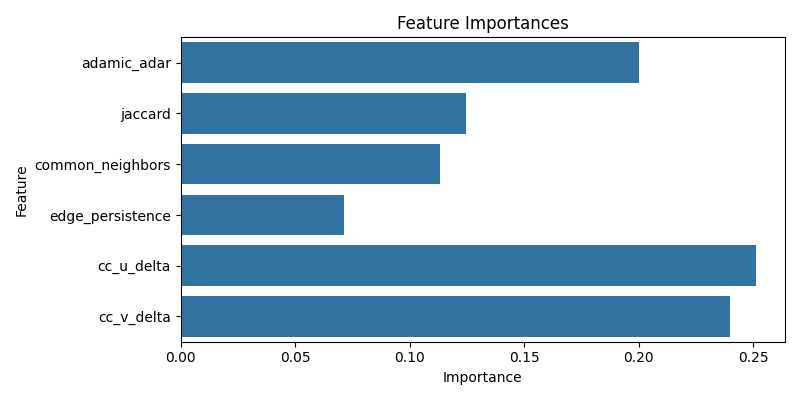 Feature Importances
Feature
adamic_adar
jaccard
common_neighbors
edge_persistence
cc_u_delta
cc_v_delta
0.00 0.05 0.10 0.15 0.20 0.25
Importance